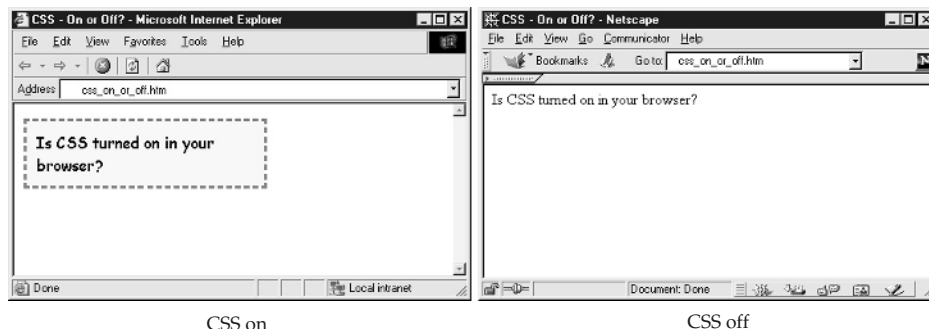 CSS - On or Off? - Microsoft Internet Explorer
File Edit View Favorites Tools Help
Address css_on_or_off.htm
Is CSS turned on in your
browser?
Done Local intranet
CSS on
CSS - On or Off? - Netscape
File Edit View Go Communicator Help
Bookmarks Go to: css_on_or_off.htm
N
Is CSS turned on in your browser?
Document: Done
CSS off